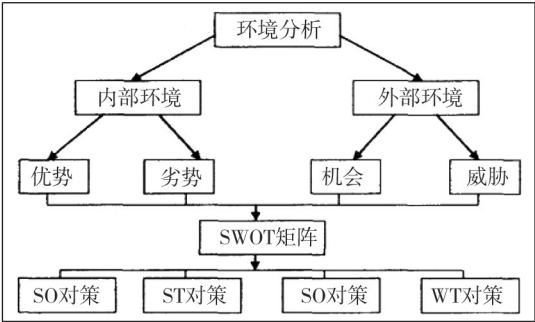 环境分析
内部环境
外部环境
优势
劣势
机会
威胁
SWOT矩阵
SO对策
ST对策
SO对策
WT对策